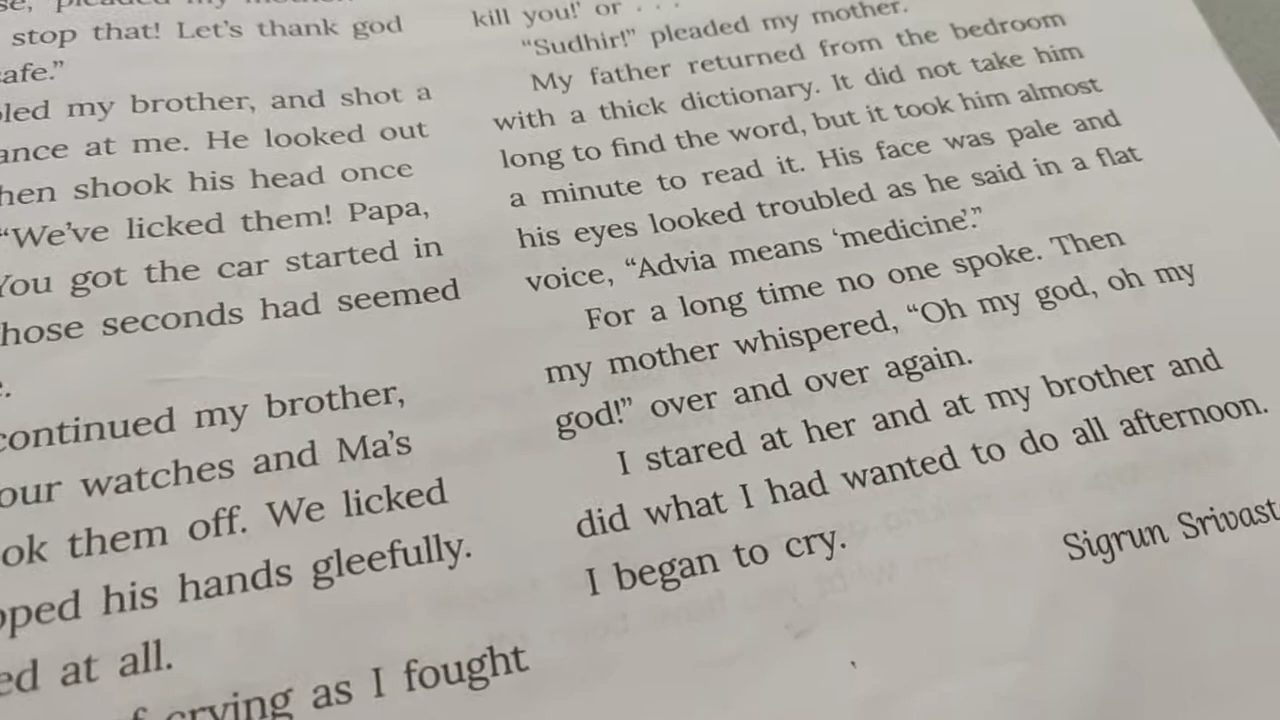 stop that! Let's thank god
afe."
led my brother, and shot a
ance at me. He looked out
hen shook his head once
"We've licked them! Papa,
You got the car started in
hose seconds had seemed
continued my brother,
our watches and Ma's
ok them off. We licked
pped his hands gleefully.
ed at all.
crying as I fought
kill you!' or . . .
"Sudhir!" pleaded my mother.
My father returned from the bedroom
with a thick dictionary. It did not take him
long to find the word, but it took him almost
a minute to read it. His face was pale and
his eyes looked troubled as he said in a flat
voice, "Advia means 'medicine'."
For a long time no one spoke. Then
my mother whispered, "Oh my god, oh my
god!" over and over again.
I stared at her and at my brother and
did what I had wanted to do all afternoon.
I began to cry.
Sigrun Srivast